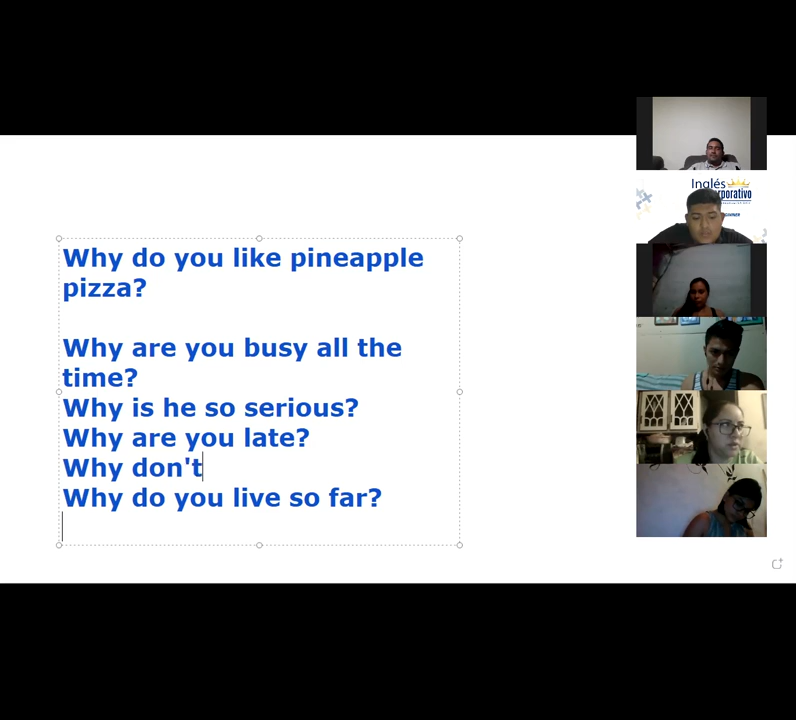 Why do you like pineapple
pizza?
Why are you busy all the
time?
Why is he so serious?
Why are you late?
Why don't
Why do you live so far?
Inglés
orporativo